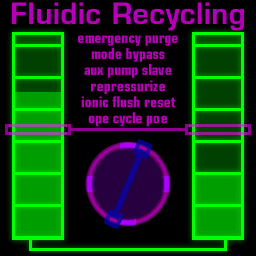 Fluidic Recycling
emergency purge
mode bypass
aux pump slave
repressurize
ionic flush reset
ope cycle poe